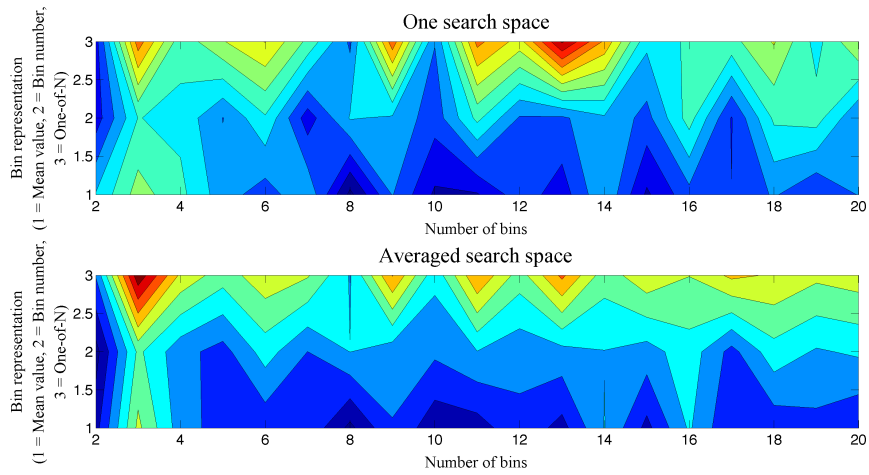 One search space
Bin representation
(1 = Mean value, 2 = Bin number,
3 = One-of-N)
3
2.5
2
1.5
1
2 4 6 8 10 12 14 16 18 20
Number of bins
Averaged search space
Bin representation
(1 = Mean value, 2 = Bin number,
3 = One-of-N)
3
2.5
2
1.5
1
2 4 6 8 10 12 14 16 18 20
Number of bins